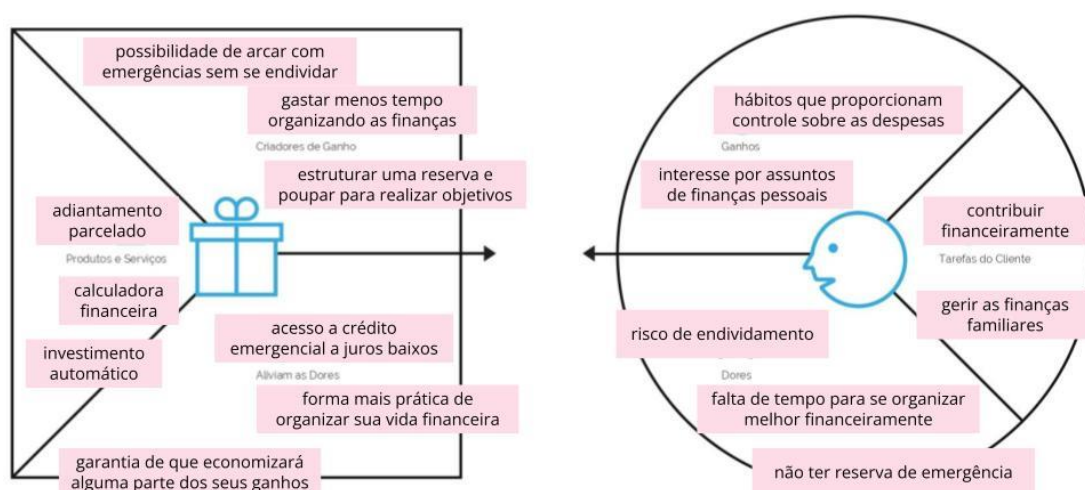 possibilidade de arcar com
emergências sem se endividar
gastar menos tempo
organizando as finanças
Criadores de Ganho
estruturar uma reserva e
poupar para realizar objetivos
adiantamento
parcelado
Produtos e Serviços
calculadora
financeira
investimento
automático
acesso a crédito
emergencial a juros baixos
Aliviam as Dores
forma mais prática de
organizar sua vida financeira
garantia de que economizará
alguma parte dos seus ganhos
hábitos que proporcionam
controle sobre as despesas
Ganhos
interesse por assuntos
de finanças pessoais
contribuir
financeiramente
Tarefas do Cliente
gerir as finanças
familiares
risco de endividamento
Dores
falta de tempo para se organizar
melhor financeiramente
não ter reserva de emergência